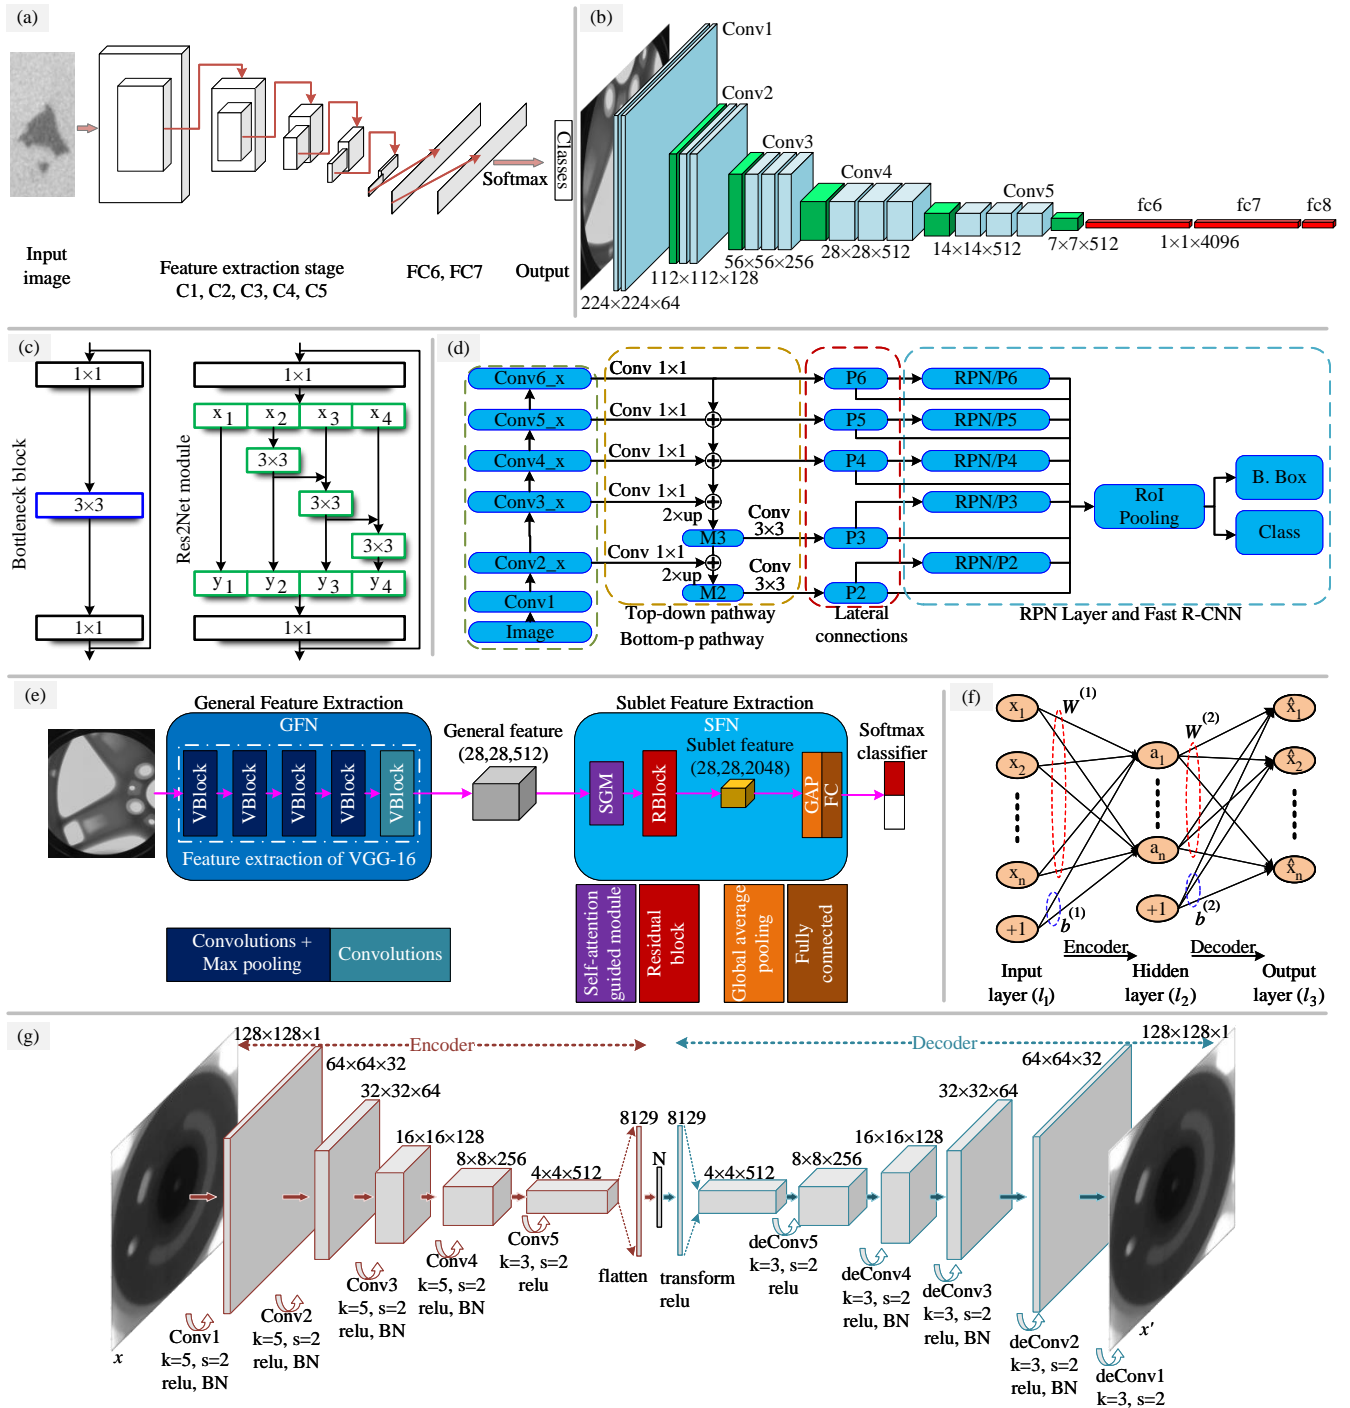 (a)
Input
image
Feature extraction stage
C1, C2, C3, C4, C5
FC6, FC7
Softmax
Output
Classes
(b)
Conv1
Conv2
Conv3
Conv4
Conv5
fc6
fc7
fc8
224×224×64
112×112×128
56×56×256
28×28×512
14×14×512
7×7×512
1×1×4096
(c)
Bottleneck block
1×1
3×3
1×1
Res2Net module
1×1
x1 x2 x3 x4
3×3
3×3
3×3
y1 y2 y3 y4
1×1
(d)
Conv6_x
Conv5_x
Conv4_x
Conv3_x
Conv2_x
Conv1
Image
Conv 1×1
Conv 1×1
Conv 1×1
Conv 1×1
2×up
Conv 1×1
2×up
M3
M2
Conv
3×3
Conv
3×3
Top-down pathway
Bottom-p pathway
P6
P5
P4
P3
P2
Lateral
connections
RPN/P6
RPN/P5
RPN/P4
RPN/P3
RPN/P2
RoI
Pooling
B. Box
Class
RPN Layer and Fast R-CNN
(e)
General Feature Extraction
GFN
VBlock
VBlock
VBlock
VBlock
VBlock
Feature extraction of VGG-16
General feature
(28,28,512)
Sublet Feature Extraction
SFN
SGM
RBlock
Sublet feature
(28,28,2048)
GAP
FC
Softmax
classifier
Convolutions +
Max pooling
Convolutions
Self-attention
guided module
Residual
block
Global average
pooling
Fully
connected
(f)
x1
x2
xn
+1
W(1)
b(1)
a1
an
+1
W(2)
b(2)
x̂1
x̂2
x̂n
Encoder
Decoder
Input
layer (l1)
Hidden
layer (l2)
Output
layer (l3)
(g)
128×128×1
Encoder
64×64×32
32×32×64
16×16×128
8×8×256
4×4×512
8129
N
8129
Decoder
4×4×512
8×8×256
16×16×128
32×32×64
64×64×32
128×128×1
x
Conv1
k=5, s=2
relu, BN
Conv2
k=5, s=2
relu, BN
Conv3
k=5, s=2
relu, BN
Conv4
k=5, s=2
relu, BN
Conv5
k=3, s=2
relu
flatten
transform
relu
deConv5
k=3, s=2
relu
deConv4
k=3, s=2
relu, BN
deConv3
k=3, s=2
relu, BN
deConv2
k=3, s=2
relu, BN
deConv1
k=3, s=2
x'